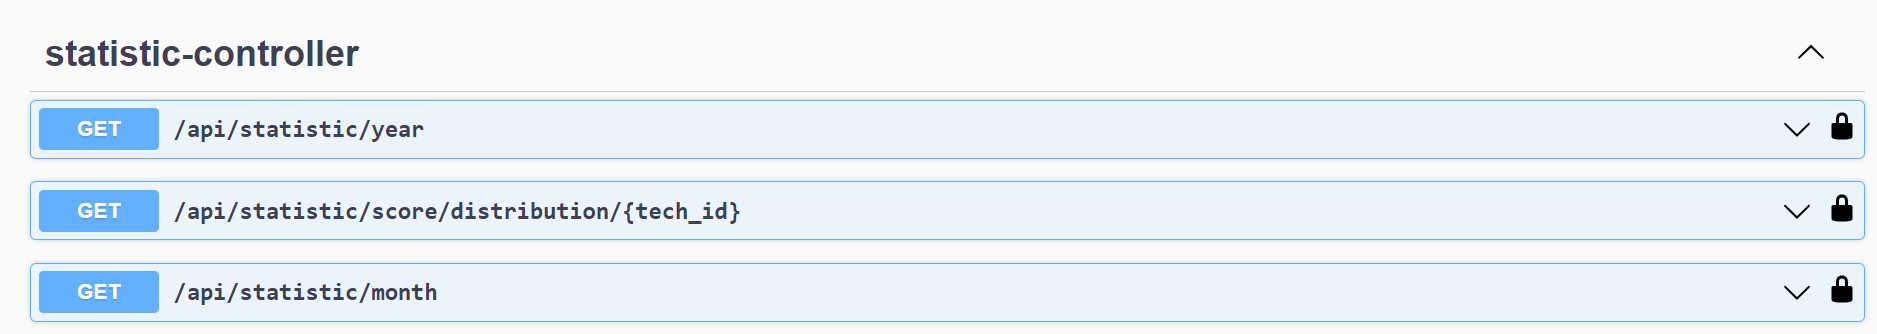 statistic-controller
GET /api/statistic/year
GET /api/statistic/score/distribution/{tech_id}
GET /api/statistic/month